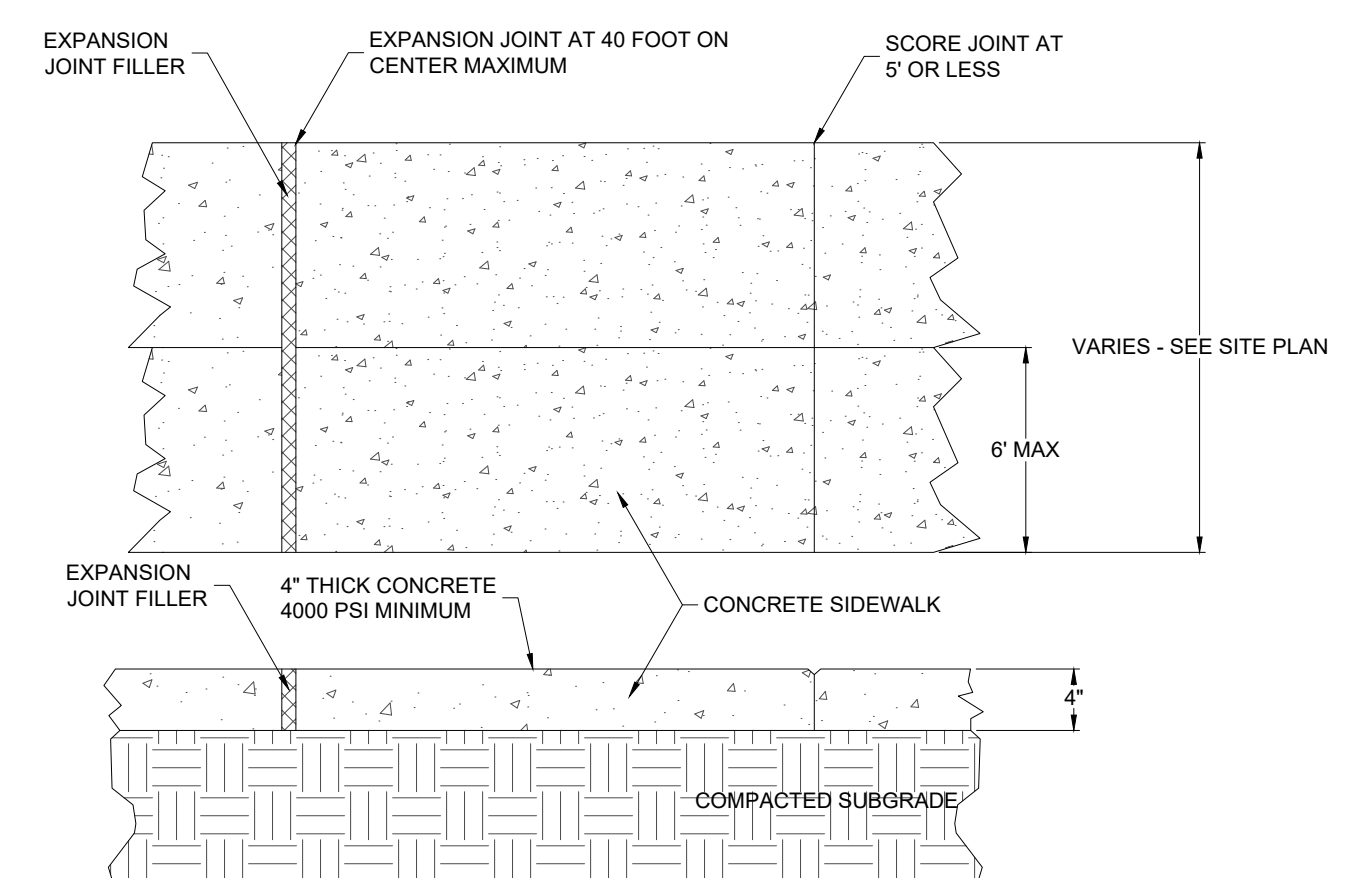 EXPANSION
JOINT FILLER
EXPANSION JOINT AT 40 FOOT ON
CENTER MAXIMUM
SCORE JOINT AT
5' OR LESS
VARIES - SEE SITE PLAN
6' MAX
EXPANSION
JOINT FILLER
4" THICK CONCRETE
4000 PSI MINIMUM
CONCRETE SIDEWALK
4"
COMPACTED SUBGRADE